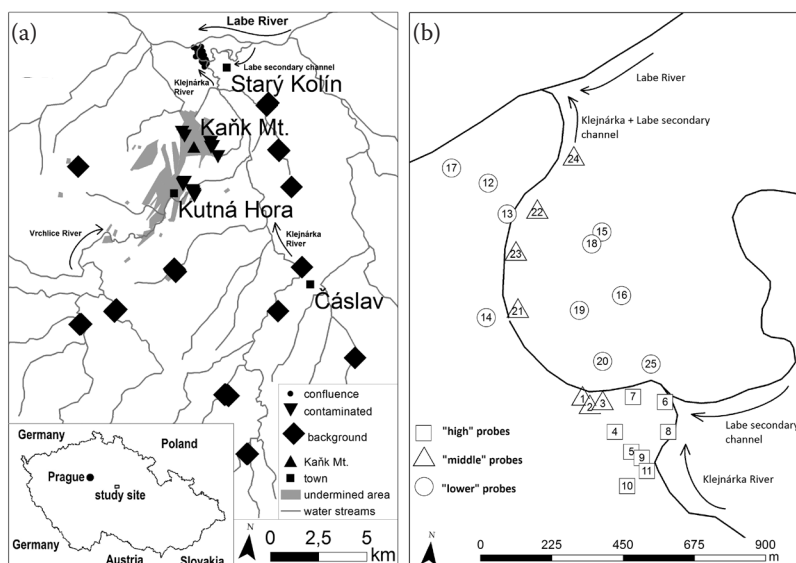 (a)
Labe River
Labe secondary channel
Klejnárka
River
Starý Kolín
Kaňk Mt.
Kutná Hora
Vrchlice River
Klejnárka
River
Čáslav
confluence
contaminated
background
Kaňk Mt.
town
undermined area
water streams
Germany
Poland
Prague
study site
Germany
Austria
Slovakia
N
0 2,5 5
km
(b)
Labe River
Klejnárka + Labe secondary
channel
24
17
12
13
22
15
18
23
16
14
21
19
20
25
1
2
3
7
6
4
8
5
9
11
10
"high" probes
"middle" probes
"lower" probes
Labe secondary
channel
Klejnárka River
N
0 225 450 900
m